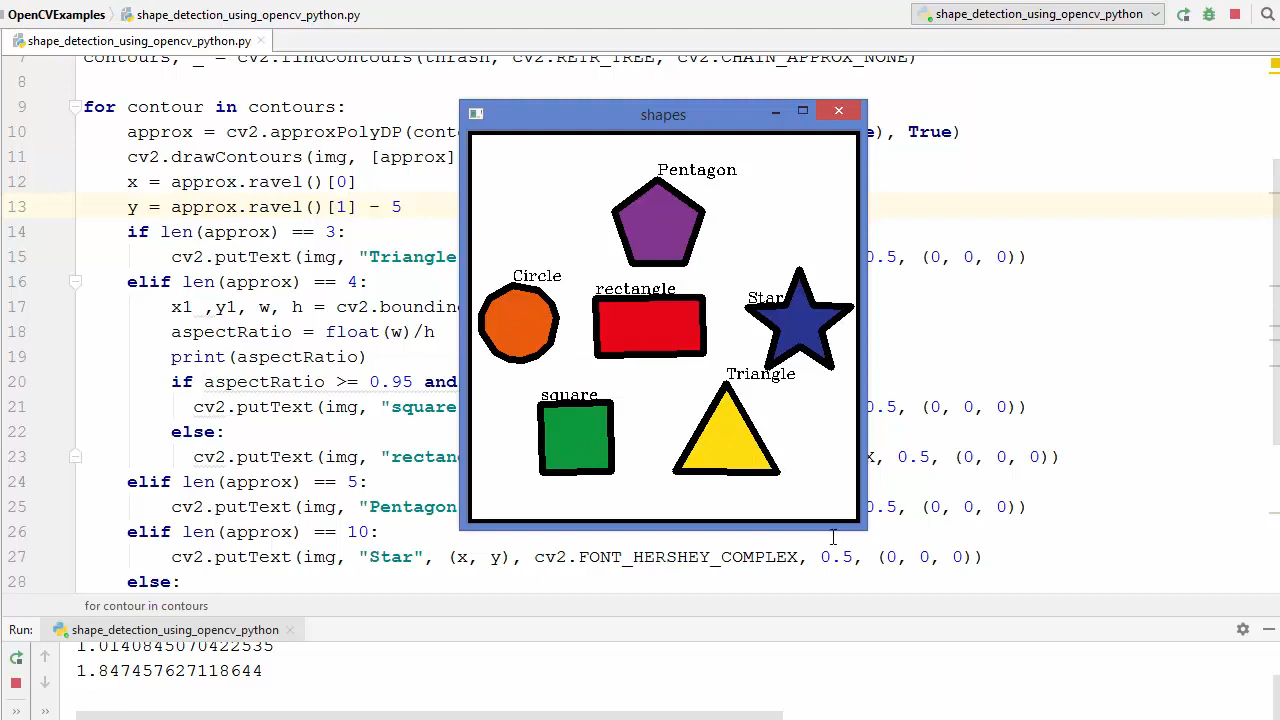 OpenCVExamples shape_detection_using_opencv_python.py shape_detection_using_opencv_python
shape_detection_using_opencv_python.py
7 contours, _ = cv2.findContours(thrash, cv2.RETR_TREE, cv2.CHAIN_APPROX_NONE)
8
9 for contour in contours:
10 approx = cv2.approxPolyDP(cont e), True)
11 cv2.drawContours(img, [approx]
12 x = approx.ravel()[0]
13 y = approx.ravel()[1] - 5
14 if len(approx) == 3:
15 cv2.putText(img, "Triangle 0.5, (0, 0, 0))
16 elif len(approx) == 4:
17 x1 ,y1, w, h = cv2.boundin
18 aspectRatio = float(w)/h
19 print(aspectRatio)
20 if aspectRatio >= 0.95 and
21 cv2.putText(img, "square 0.5, (0, 0, 0))
22 else:
23 cv2.putText(img, "rectan X, 0.5, (0, 0, 0))
24 elif len(approx) == 5:
25 cv2.putText(img, "Pentagon 0.5, (0, 0, 0))
26 elif len(approx) == 10:
27 cv2.putText(img, "Star", (x, y), cv2.FONT_HERSHEY_COMPLEX, 0.5, (0, 0, 0))
28 else:
shapes
Pentagon
Circle
rectangle
Star
Triangle
square
for contour in contours
Run: shape_detection_using_opencv_python
1.0140845070422535
1.847457627118644